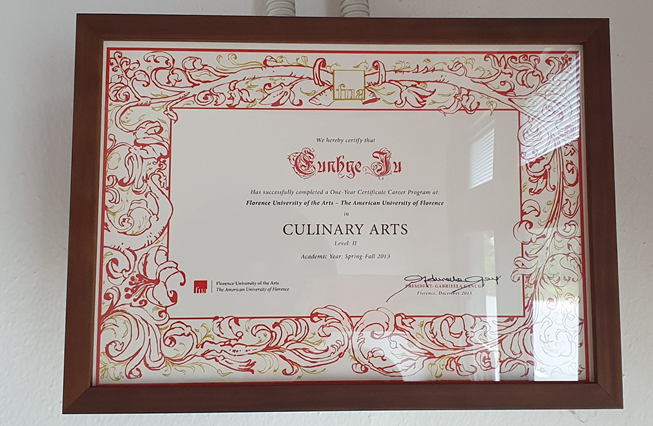 fua
We hereby certify that
Eunhye Ju
Has successfully completed a One-Year Certificate Career Program at:
Florence University of the Arts – The American University of Florence
in
CULINARY ARTS
Level: II
Academic Year: Spring-Fall 2013
fua
Florence University of the Arts
The American University of Florence
PRESIDENT: GABRIELLA
Florence, December 2013